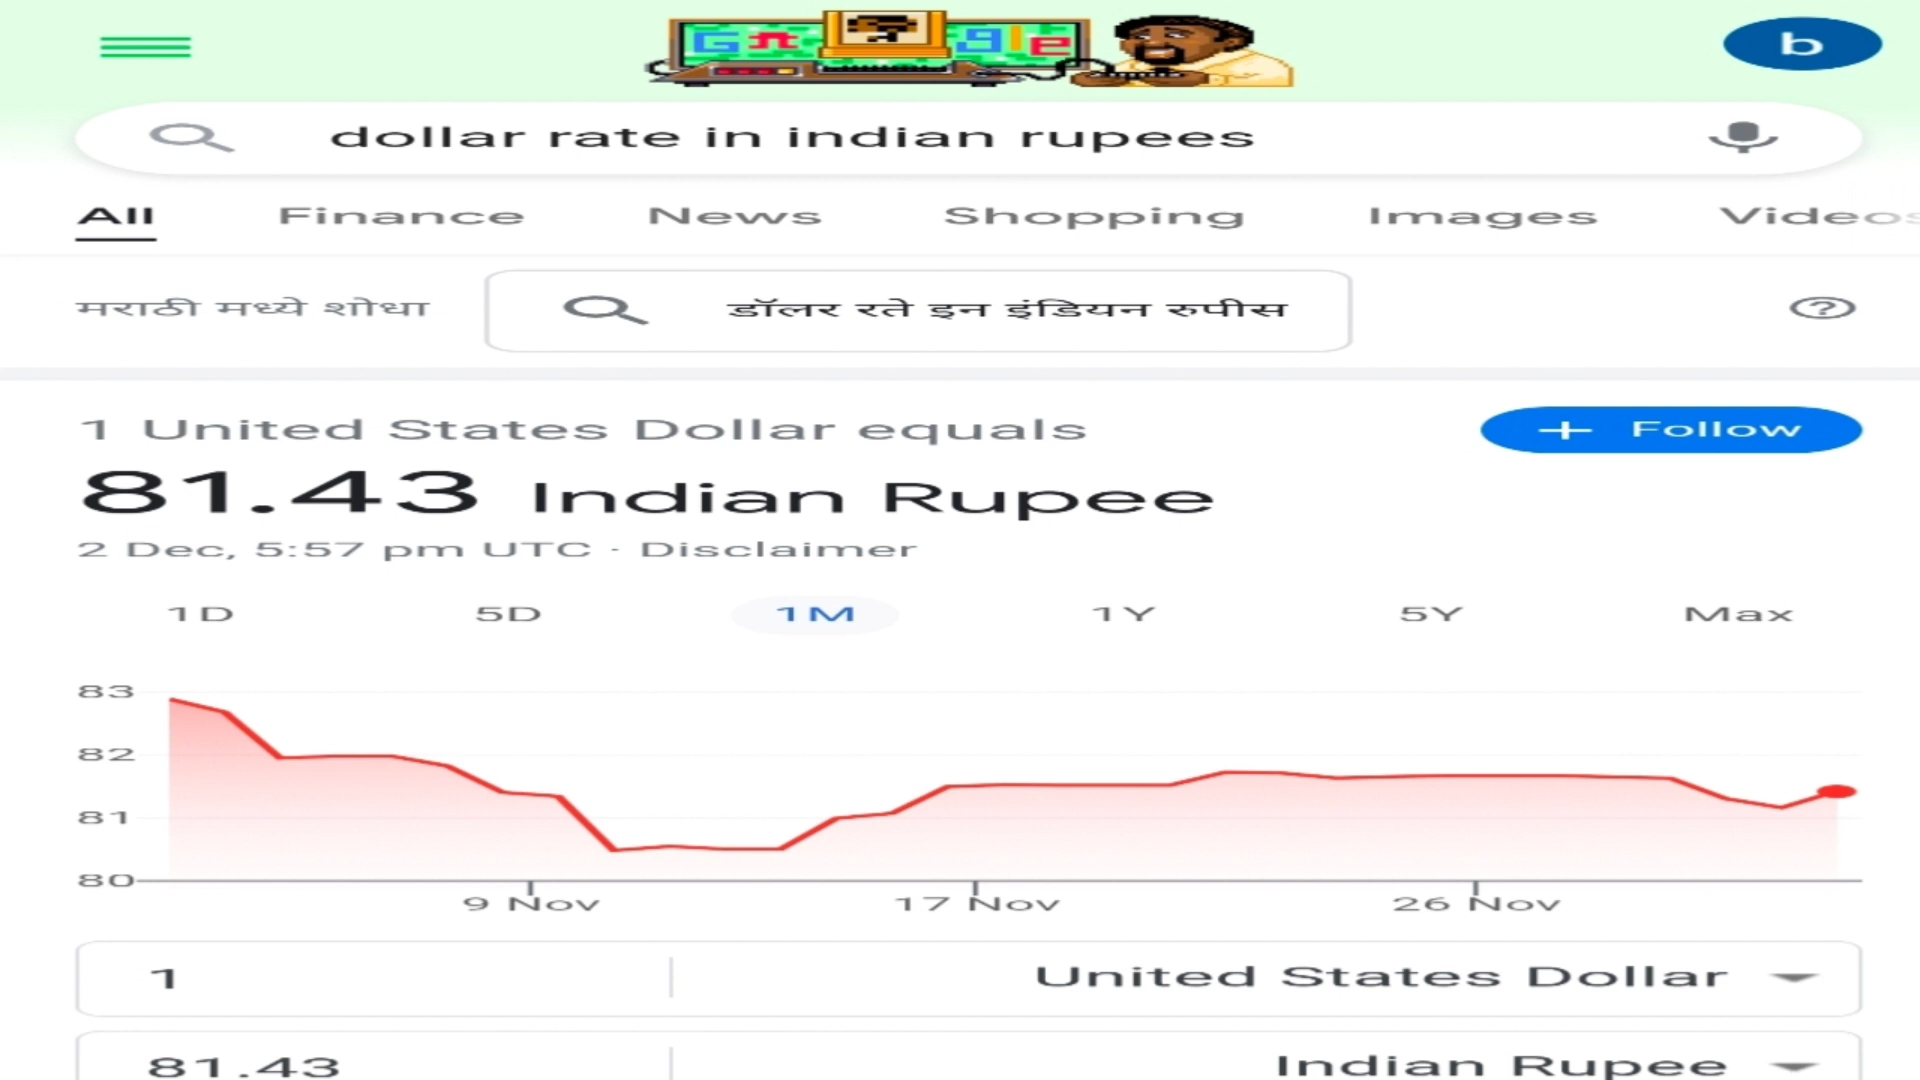 b
dollar rate in indian rupees
All Finance News Shopping Images Videos
मराठी मध्ये शोधा डॉलर रते इन इंडियन रुपीस
1 United States Dollar equals
+ Follow
81.43 Indian Rupee
2 Dec, 5:57 pm UTC · Disclaimer
1D 5D 1M 1Y 5Y Max
83
82
81
80
9 Nov 17 Nov 26 Nov
1 United States Dollar
81.43 Indian Rupee